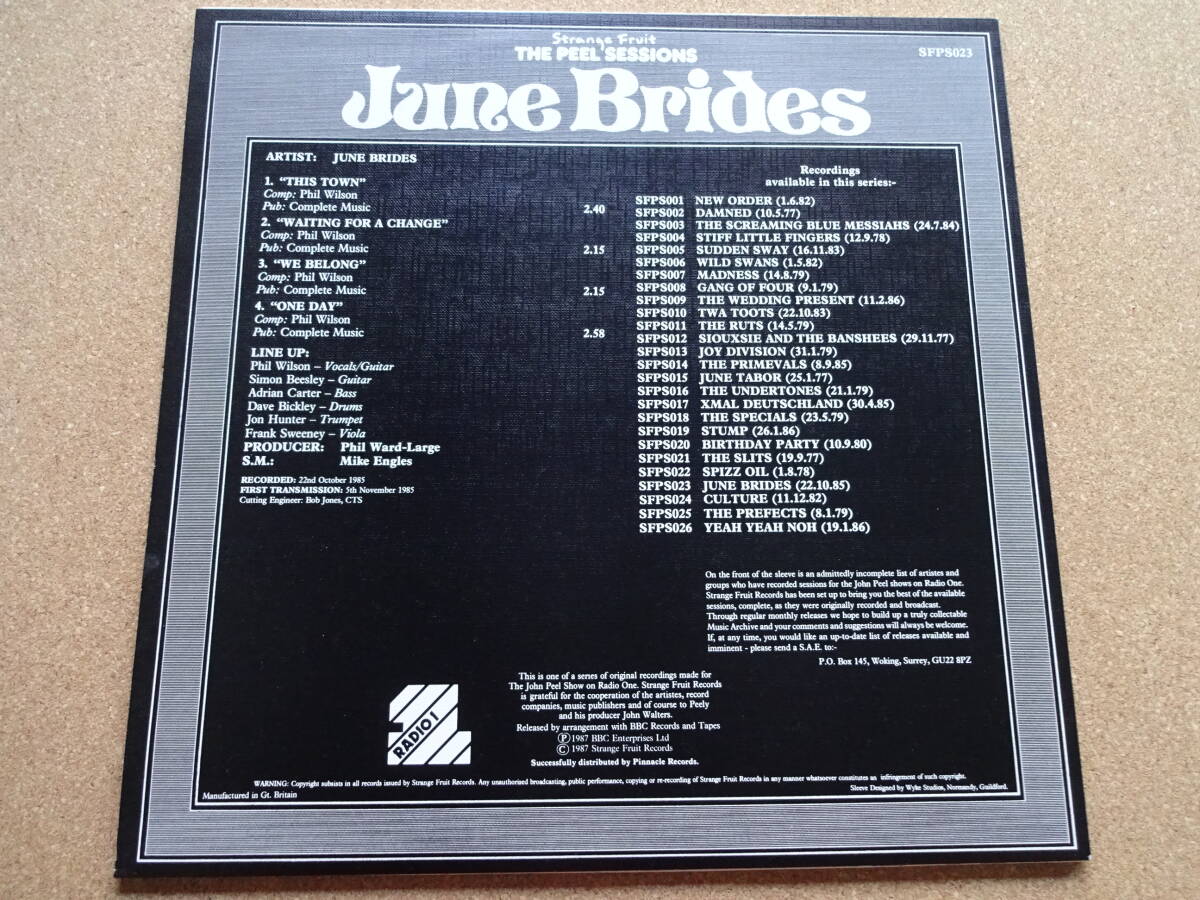 Strange Fruit
THE PEEL SESSIONS
SFPS023
June Brides
ARTIST: JUNE BRIDES
1. “THIS TOWN”
Comp: Phil Wilson
Pub: Complete Music 2.40
2. “WAITING FOR A CHANGE”
Comp: Phil Wilson
Pub: Complete Music 2.15
3. “WE BELONG”
Comp: Phil Wilson
Pub: Complete Music 2.15
4. “ONE DAY”
Comp: Phil Wilson
Pub: Complete Music 2.58
LINE UP:
Phil Wilson – Vocals/Guitar
Simon Beesley – Guitar
Adrian Carter – Bass
Dave Bickley – Drums
Jon Hunter – Trumpet
Frank Sweeney – Viola
PRODUCER: Phil Ward-Large
S.M.: Mike Engles
RECORDED: 22nd October 1985
FIRST TRANSMISSION: 5th November 1985
Cutting Engineer: Bob Jones, CTS
Recordings
available in this series:-
SFPS001 NEW ORDER (1.6.82)
SFPS002 DAMNED (10.5.77)
SFPS003 THE SCREAMING BLUE MESSIAHS (24.7.84)
SFPS004 STIFF LITTLE FINGERS (12.9.78)
SFPS005 SUDDEN SWAY (16.11.83)
SFPS006 WILD SWANS (1.5.82)
SFPS007 MADNESS (14.8.79)
SFPS008 GANG OF FOUR (9.1.79)
SFPS009 THE WEDDING PRESENT (11.2.86)
SFPS010 TWA TOOTS (22.10.83)
SFPS011 THE RUTS (14.5.79)
SFPS012 SIOUXSIE AND THE BANSHEES (29.11.77)
SFPS013 JOY DIVISION (31.1.79)
SFPS014 THE PRIMEVALS (8.9.85)
SFPS015 JUNE TABOR (25.1.77)
SFPS016 THE UNDERTONES (21.1.79)
SFPS017 XMAL DEUTSCHLAND (30.4.85)
SFPS018 THE SPECIALS (23.5.79)
SFPS019 STUMP (26.1.86)
SFPS020 BIRTHDAY PARTY (10.9.80)
SFPS021 THE SLITS (19.9.77)
SFPS022 SPIZZ OIL (1.8.78)
SFPS023 JUNE BRIDES (22.10.85)
SFPS024 CULTURE (11.12.82)
SFPS025 THE PREFECTS (8.1.79)
SFPS026 YEAH YEAH NOH (19.1.86)
On the front of the sleeve is an admittedly incomplete list of artistes and
groups who have recorded sessions for the John Peel shows on Radio One.
Strange Fruit Records has been set up to bring you the best of the available
sessions, complete, as they were originally recorded and broadcast.
Through regular monthly releases we hope to build up a truly collectable
Music Archive and your comments and suggestions will always be welcome.
If, at any time, you would like an up-to-date list of releases available and
imminent - please send a S.A.E. to:-
P.O. Box 145, Woking, Surrey, GU22 8PZ
This is one of a series of original recordings made for
The John Peel Show on Radio One. Strange Fruit Records
is grateful for the cooperation of the artistes, record
companies, music publishers and of course to Peely
and his producer John Walters.
Released by arrangement with BBC Records and Tapes
Ⓟ1987 BBC Enterprises Ltd
©1987 Strange Fruit Records
Successfully distributed by Pinnacle Records.
RADIO 1
WARNING: Copyright subsists in all records issued by Strange Fruit Records. Any unauthorised broadcasting, public performance, copying or re-recording of Strange Fruit Records in any manner whatsoever constitutes an infringement of such copyright.
Manufactured in Gt. Britain
Sleeve Designed by Wyke Studios, Normandy, Guildford.